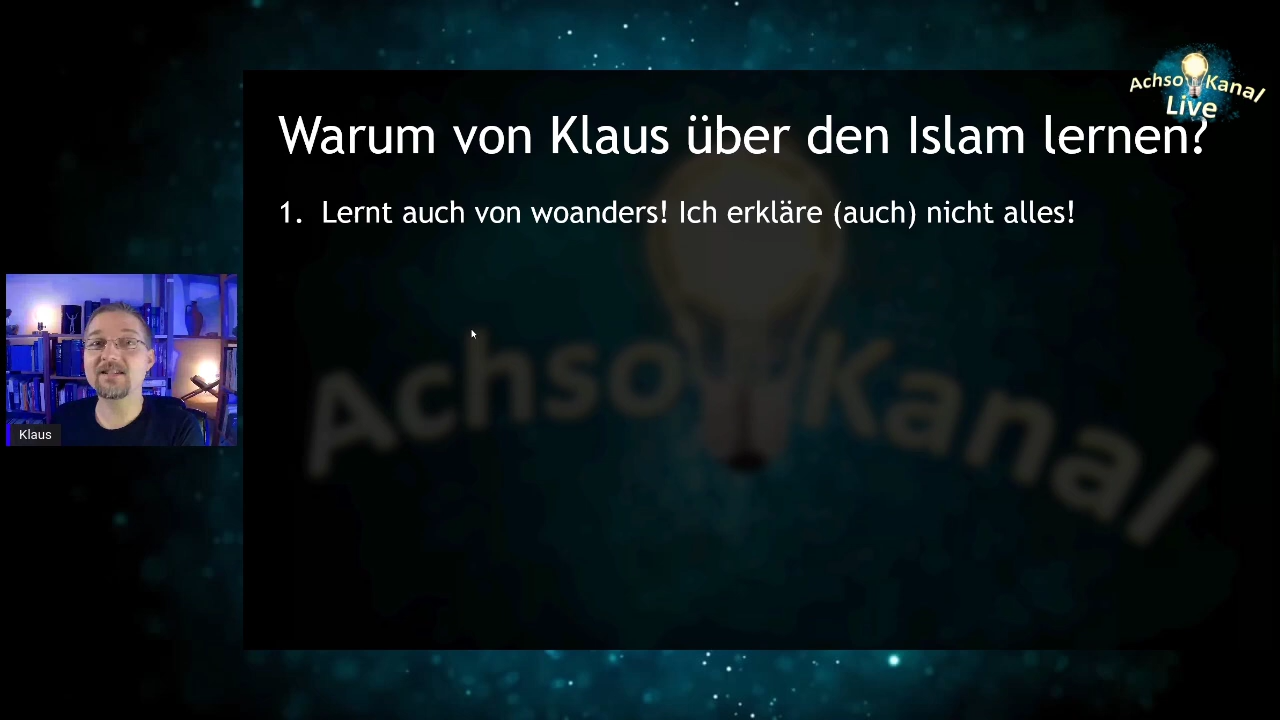 Achso Kanal
Live
Warum von Klaus über den Islam lernen?
1. Lernt auch von woanders! Ich erkläre (auch) nicht alles!
Achso Kanal
Klaus